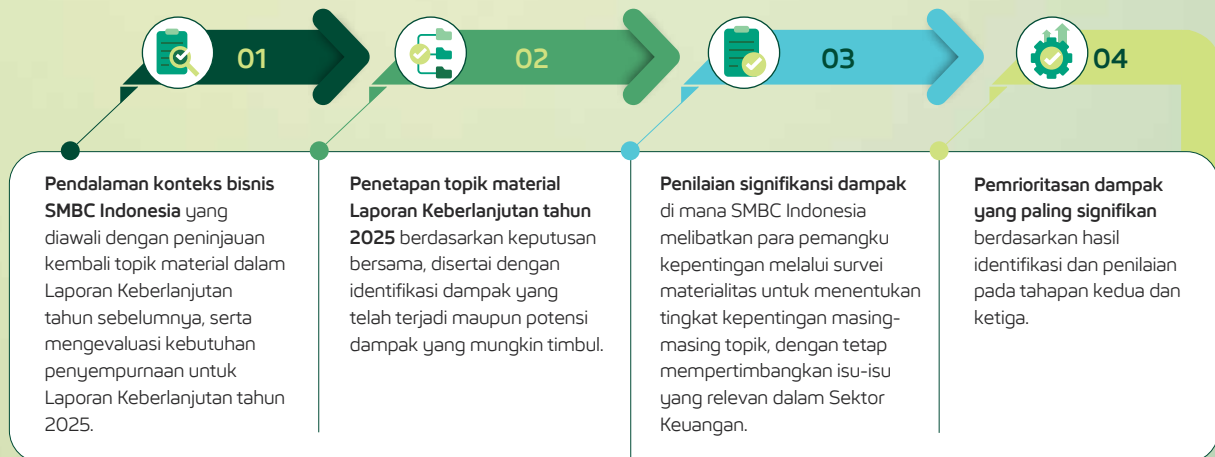 01
02
03
04
Pendalaman konteks bisnis
SMBC Indonesia yang
diawali dengan peninjauan
kembali topik material dalam
Laporan Keberlanjutan
tahun sebelumnya, serta
mengevaluasi kebutuhan
penyempurnaan untuk
Laporan Keberlanjutan tahun
2025.
Penetapan topik material
Laporan Keberlanjutan tahun
2025 berdasarkan keputusan
bersama, disertai dengan
identifikasi dampak yang
telah terjadi maupun potensi
dampak yang mungkin timbul.
Penilaian signifikansi dampak
di mana SMBC Indonesia
melibatkan para pemangku
kepentingan melalui survei
materialitas untuk menentukan
tingkat kepentingan masing-
masing topik, dengan tetap
mempertimbangkan isu-isu
yang relevan dalam Sektor
Keuangan.
Pemrioritasan dampak
yang paling signifikan
berdasarkan hasil
identifikasi dan penilaian
pada tahapan kedua dan
ketiga.